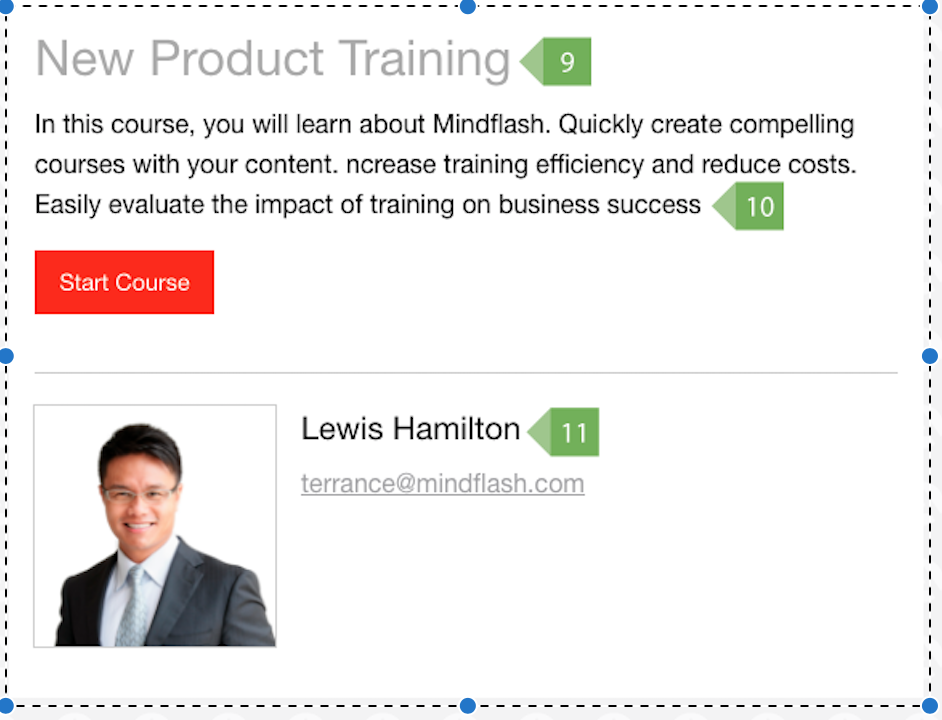 New Product Training 9
In this course, you will learn about Mindflash. Quickly create compelling
courses with your content. ncrease training efficiency and reduce costs.
Easily evaluate the impact of training on business success 10
Start Course
Lewis Hamilton 11
terrance@mindflash.com